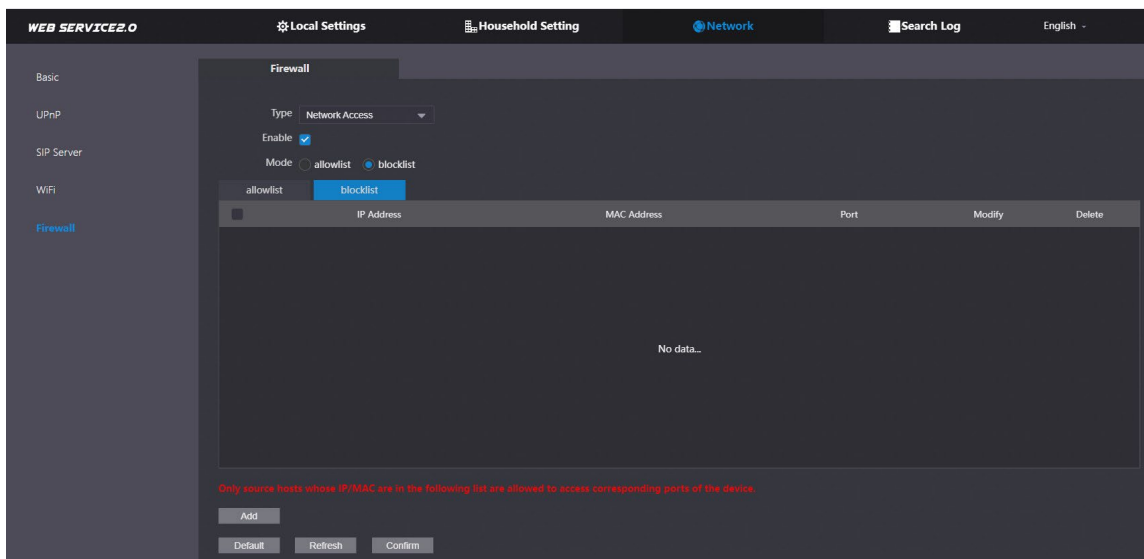 WEB SERVICE2.0 Local Settings Household Setting Network Search Log English
Basic
UPnP
SIP Server
WiFi
Firewall
Firewall
Type Network Access
Enable
Mode allowlist blocklist
allowlist blocklist
IP Address MAC Address Port Modify Delete
No data...
Only source hosts whose IP/MAC are in the following list are allowed to access corresponding ports of the device.
Add
Default Refresh Confirm